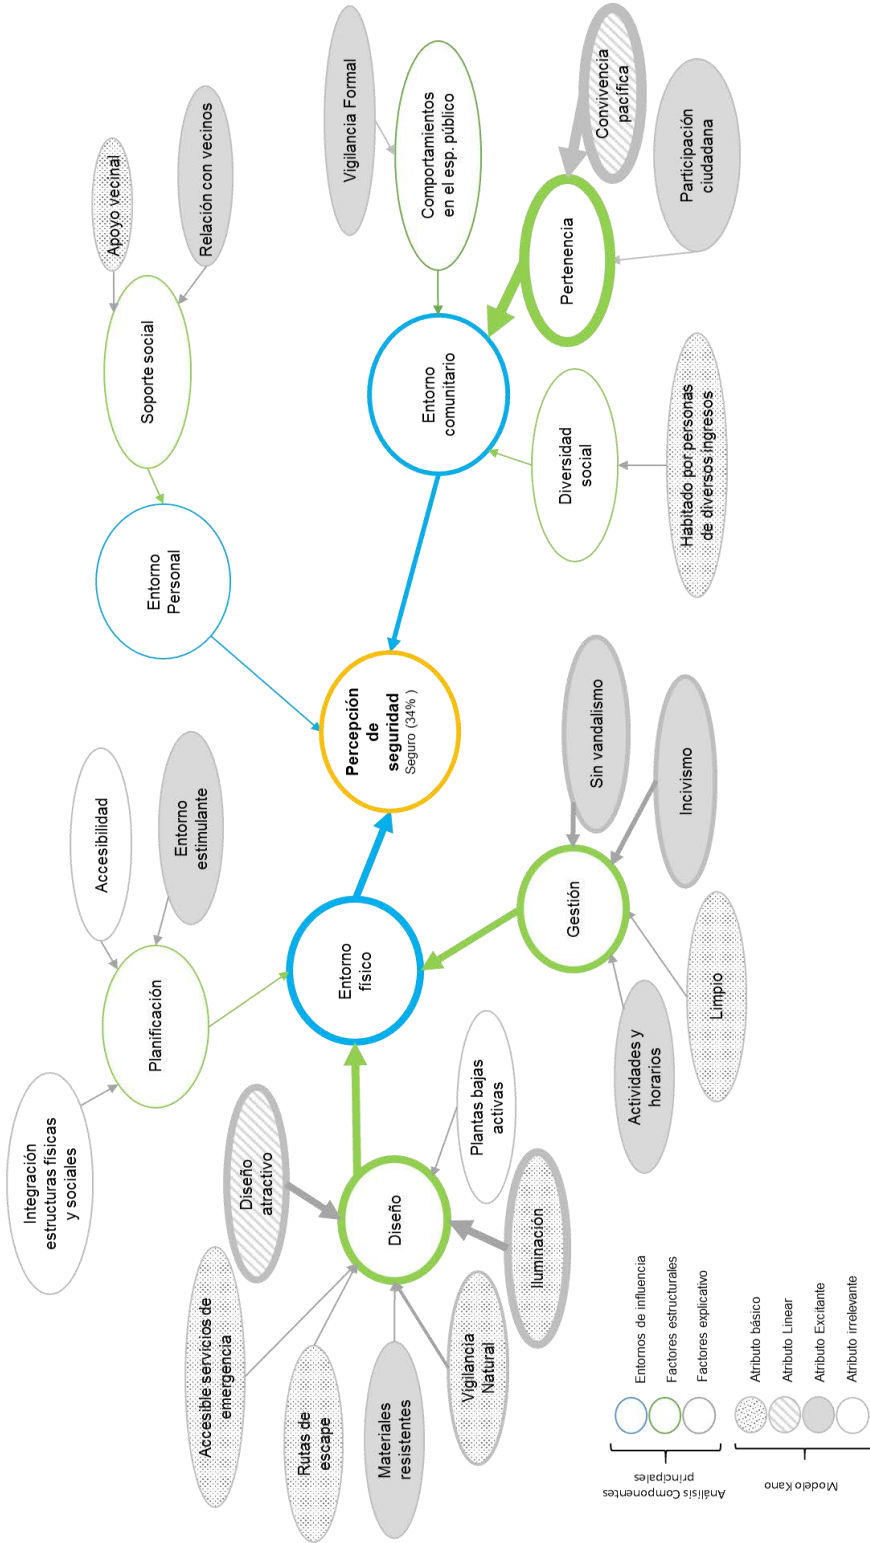 Integración
estructuras físicas
y sociales
Accesibilidad
Entorno
estimulante
Planificación
Apoyo vecinal
Relación con vecinos
Soporte social
Entorno
Personal
Accesible servicios de
emergencia
Diseño
atractivo
Rutas de
escape
Materiales
resistentes
Vigilancia
Natural
Iluminación
Plantas bajas
activas
Diseño
Entorno
físico
Percepción
de
seguridad
Seguro (34% )
Entorno
comunitario
Vigilancia Formal
Comportamientos
en el esp. público
Convivencia
pacífica
Pertenencia
Participación
ciudadana
Diversidad
social
Habitado por personas
de diversos ingresos
Gestión
Sin vandalismo
Incivismo
Limpio
Actividades y
horarios
Análisis Componentes
principales
Entornos de influencia
Factores estructurales
Factores explicativo
Modelo Kano
Atributo básico
Atributo Linear
Atributo Excitante
Atributo irrelevante